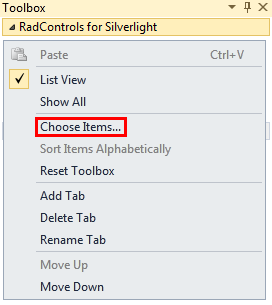 Toolbox
RadControls for Silverlight
Paste Ctrl+V
List View
Show All
Choose Items...
Sort Items Alphabetically
Reset Toolbox
Add Tab
Delete Tab
Rename Tab
Move Up
Move Down